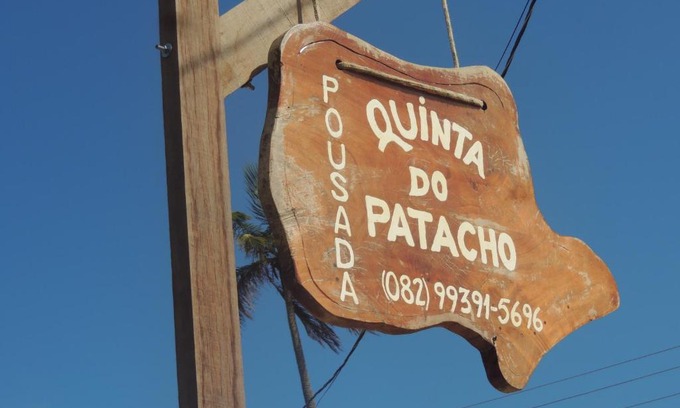 POUSADA
QUINTA
DO
PATACHO
(082) 99391-5696